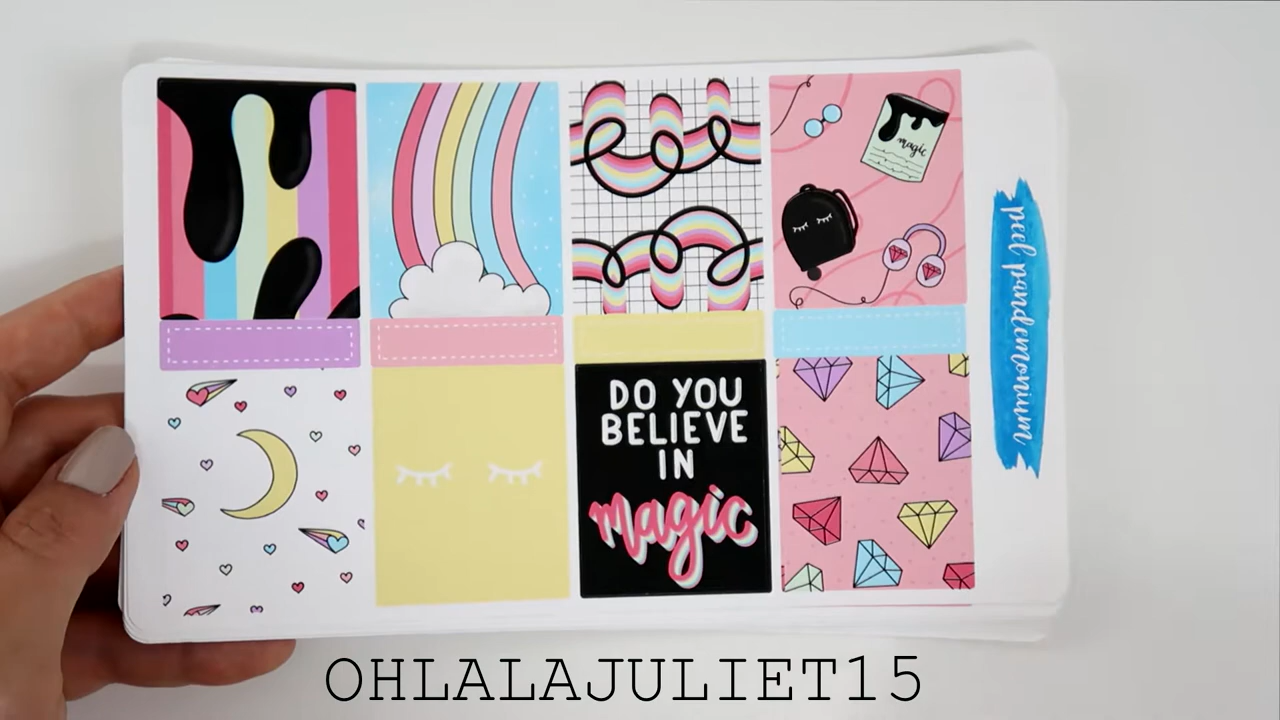 magic
peel pandemonium
DO YOU
BELIEVE
IN
magic
OHLALAJULIET15